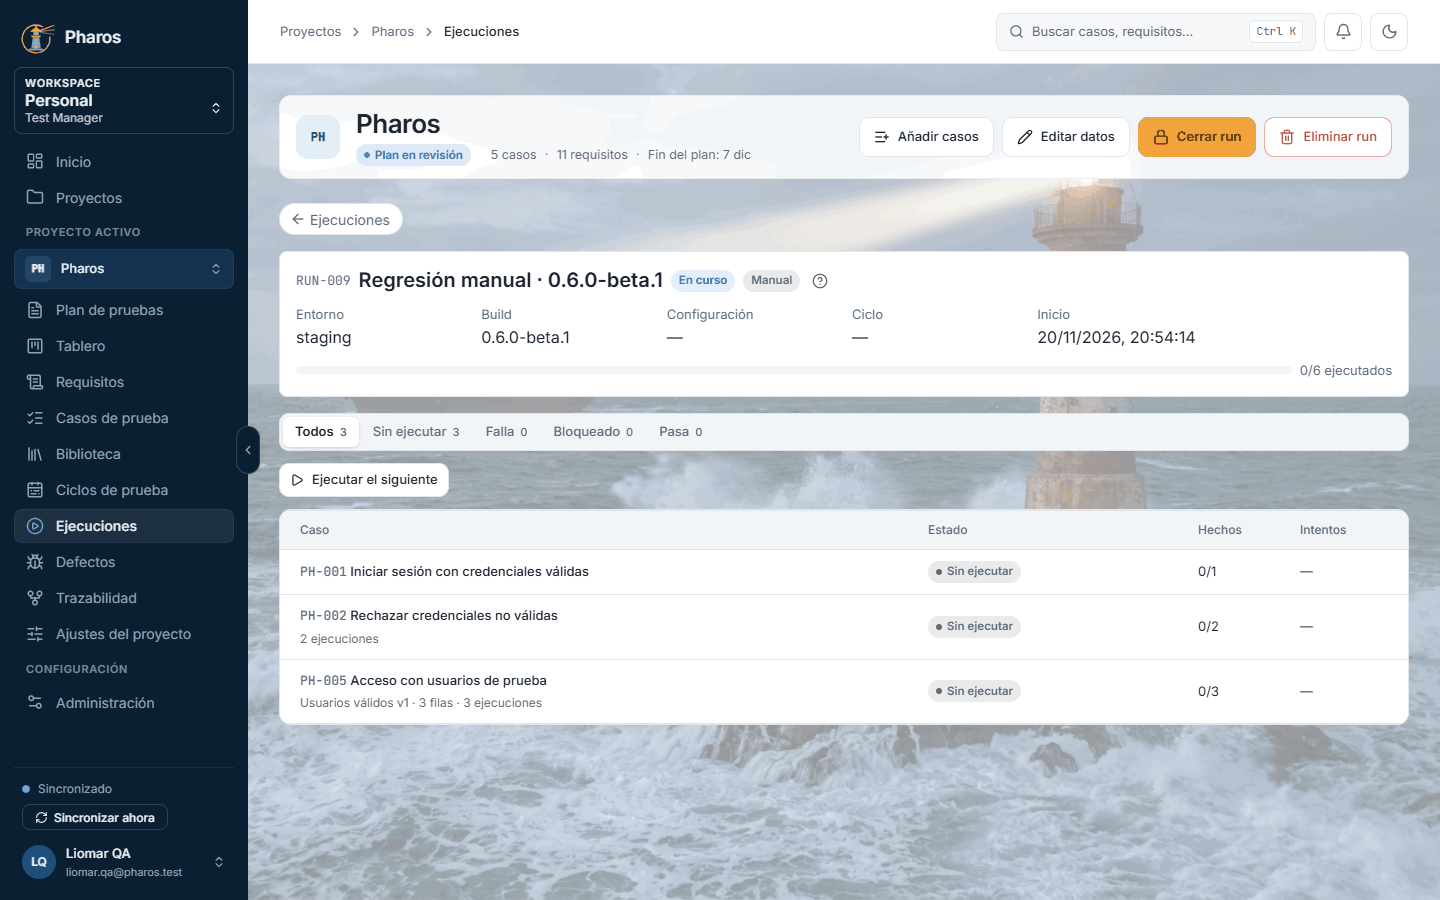 Pharos
WORKSPACE
Personal
Test Manager
Inicio
Proyectos
PROYECTO ACTIVO
PH Pharos
Plan de pruebas
Tablero
Requisitos
Casos de prueba
Biblioteca
Ciclos de prueba
Ejecuciones
Defectos
Trazabilidad
Ajustes del proyecto
CONFIGURACIÓN
Administración
Sincronizado
Sincronizar ahora
LQ
Liomar QA
liomar.qa@pharos.test
Proyectos > Pharos > Ejecuciones
Buscar casos, requisitos... Ctrl K
PH
Pharos
Plan en revisión 5 casos · 11 requisitos · Fin del plan: 7 dic
Añadir casos
Editar datos
Cerrar run
Eliminar run
Ejecuciones
RUN-009 Regresión manual · 0.6.0-beta.1 En curso Manual
Entorno Build Configuración Ciclo Inicio
staging 0.6.0-beta.1 — — 20/11/2026, 20:54:14
0/6 ejecutados
Todos 3 Sin ejecutar 3 Falla 0 Bloqueado 0 Pasa 0
Ejecutar el siguiente
Caso Estado Hechos Intentos
PH-001 Iniciar sesión con credenciales válidas Sin ejecutar 0/1 —
PH-002 Rechazar credenciales no válidas
2 ejecuciones
Sin ejecutar 0/2 —
PH-005 Acceso con usuarios de prueba
Usuarios válidos v1 · 3 filas · 3 ejecuciones
Sin ejecutar 0/3 —